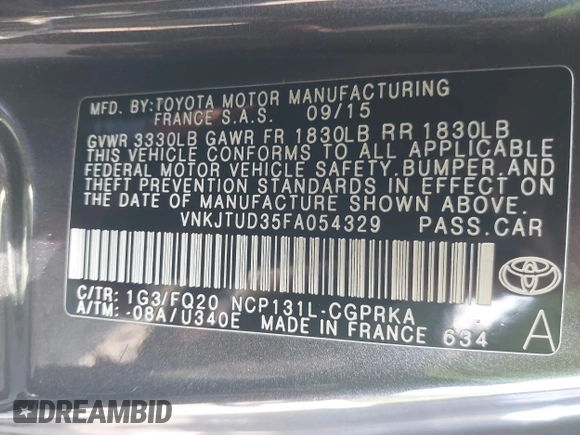 MFD. BY:TOYOTA MOTOR MANUFACTURING
FRANCE S.A.S. 09/15
GVWR 3330LB GAWR FR 1830LB RR 1830LB
THIS VEHICLE CONFORMS TO ALL APPLICABLE
FEDERAL MOTOR VEHICLE SAFETY,BUMPER,AND
THEFT PREVENTION STANDARDS IN EFFECT ON
THE DATE OF MANUFACTURE SHOWN ABOVE.
VNKJTUD35FA054329 PASS.CAR
C/TR: 1G3/FQ20 NCP131L-CGPRKA
A/TM: -08A/U340E MADE IN FRANCE 634 A
TOYOTA
DREAMBID